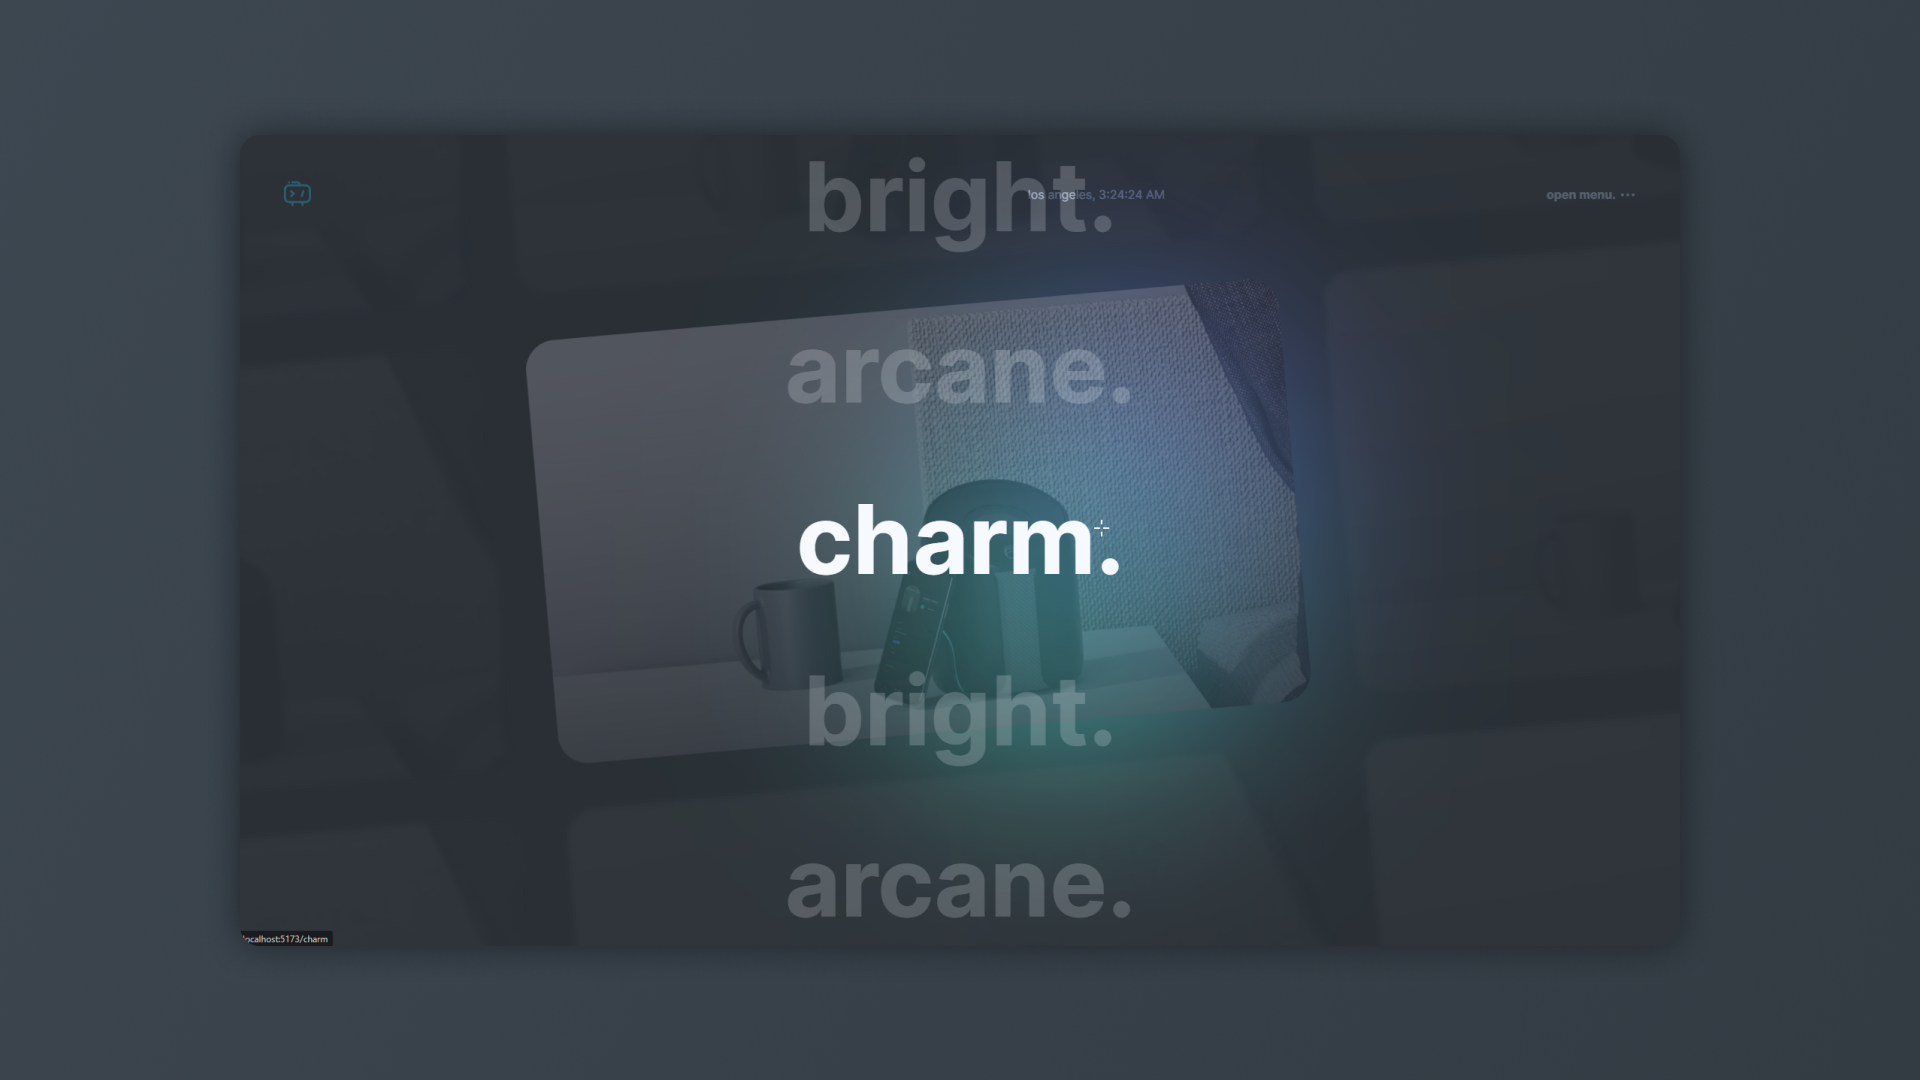 bright.
los angeles, 3:24:24 AM
open menu. ···
arcane.
charm.
bright.
arcane.
localhost:5173/charm